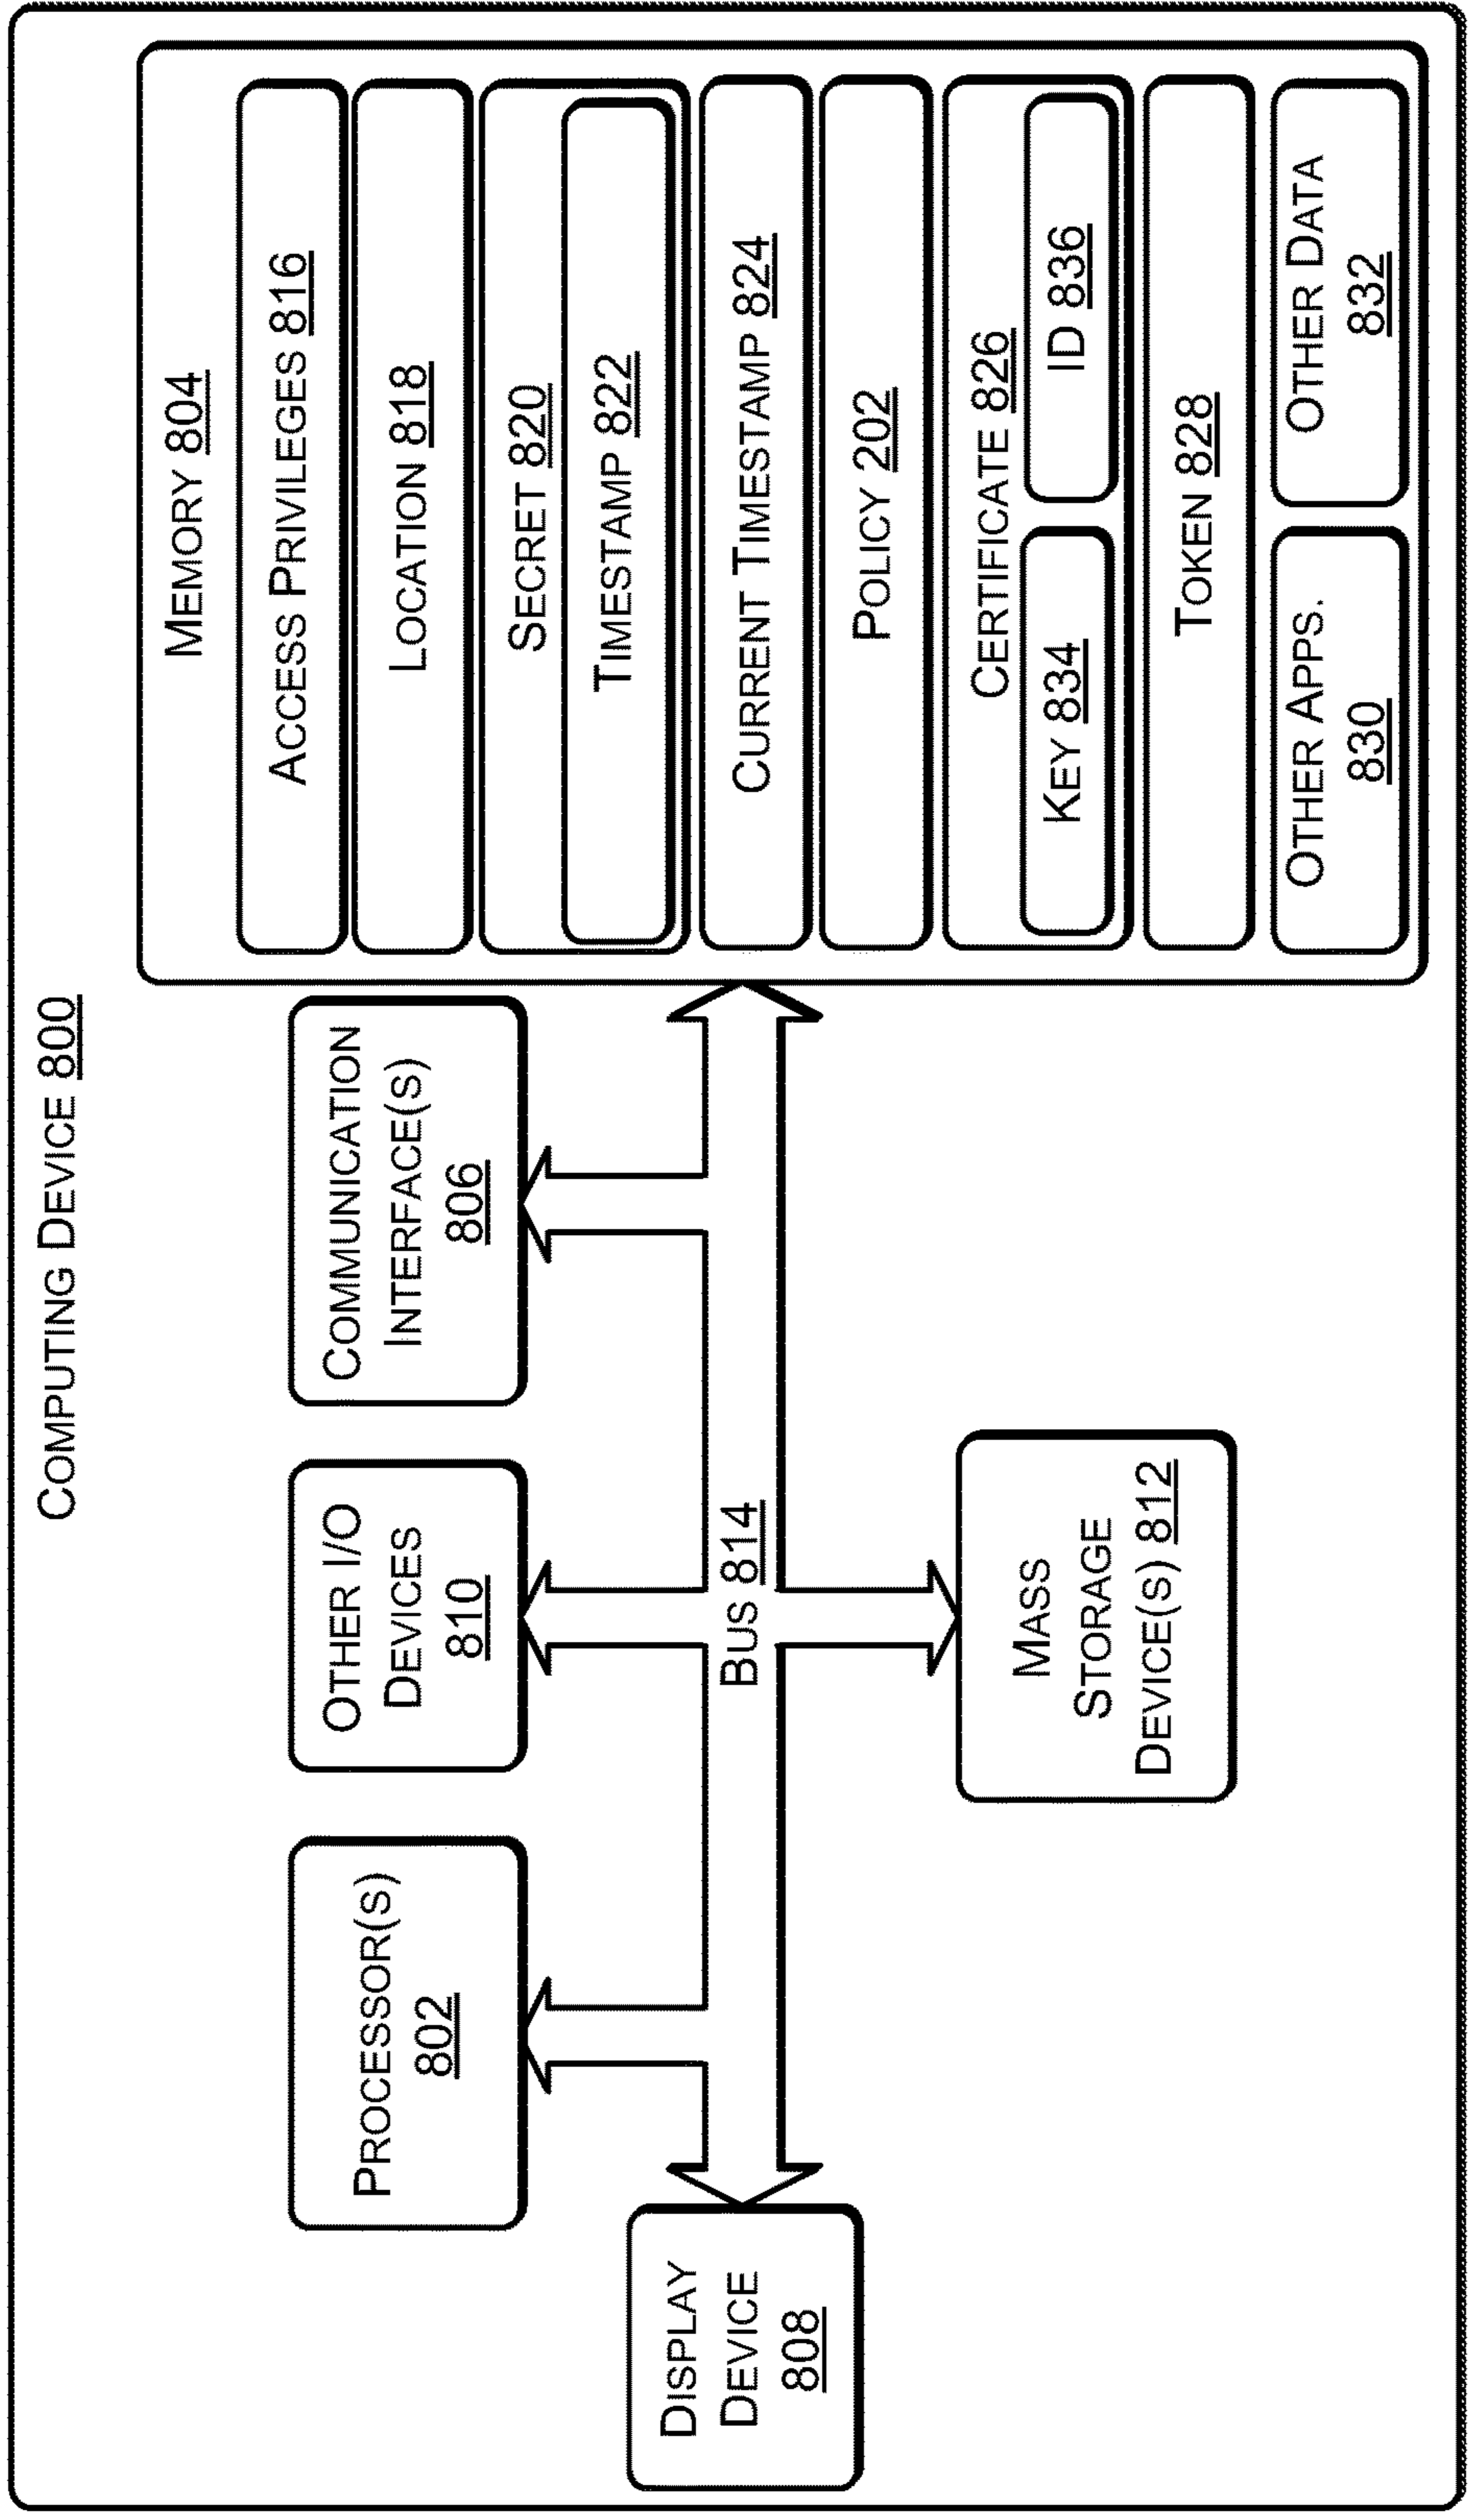 COMPUTING DEVICE 800
PROCESSOR(S)
802
OTHER I/O
DEVICES
810
COMMUNICATION
INTERFACE(S)
806
DISPLAY
DEVICE
808
BUS 814
MASS
STORAGE
DEVICE(S) 812
MEMORY 804
ACCESS PRIVILEGES 816
LOCATION 818
SECRET 820
TIMESTAMP 822
CURRENT TIMESTAMP 824
POLICY 202
CERTIFICATE 826
KEY 834
ID 836
TOKEN 828
OTHER APPS.
830
OTHER DATA
832